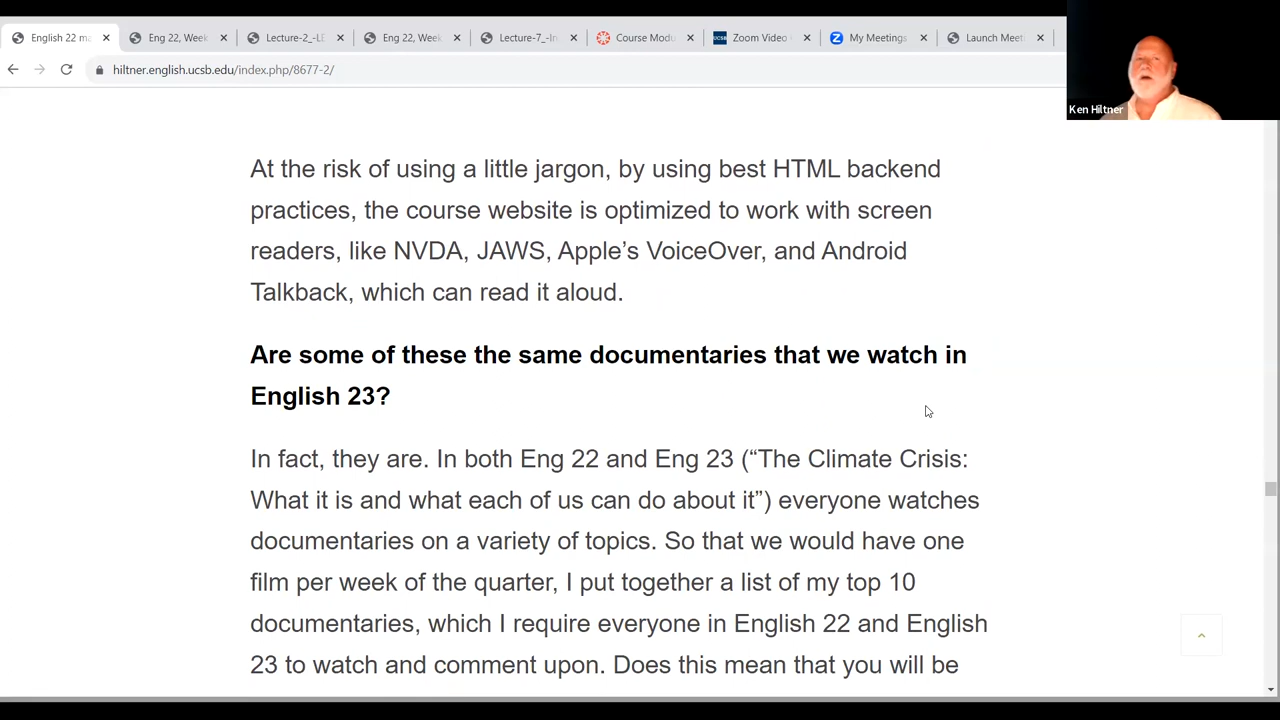 English 22 ma
Eng 22, Week
Lecture-2_-LE
Eng 22, Week
Lecture-7_-In
Course Modu
UCSB
Zoom Video
My Meetings
Launch Meeti
hiltner.english.ucsb.edu/index.php/8677-2/
Ken Hiltner
At the risk of using a little jargon, by using best HTML backend
practices, the course website is optimized to work with screen
readers, like NVDA, JAWS, Apple’s VoiceOver, and Android
Talkback, which can read it aloud.
Are some of these the same documentaries that we watch in
English 23?
In fact, they are. In both Eng 22 and Eng 23 (“The Climate Crisis:
What it is and what each of us can do about it”) everyone watches
documentaries on a variety of topics. So that we would have one
film per week of the quarter, I put together a list of my top 10
documentaries, which I require everyone in English 22 and English
23 to watch and comment upon. Does this mean that you will be